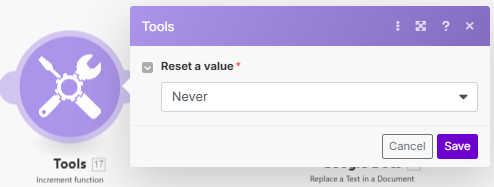 Tools
?
Reset a value *
Never
Cancel
Save
Tools 17
Increment function
Replace a Text in a Document